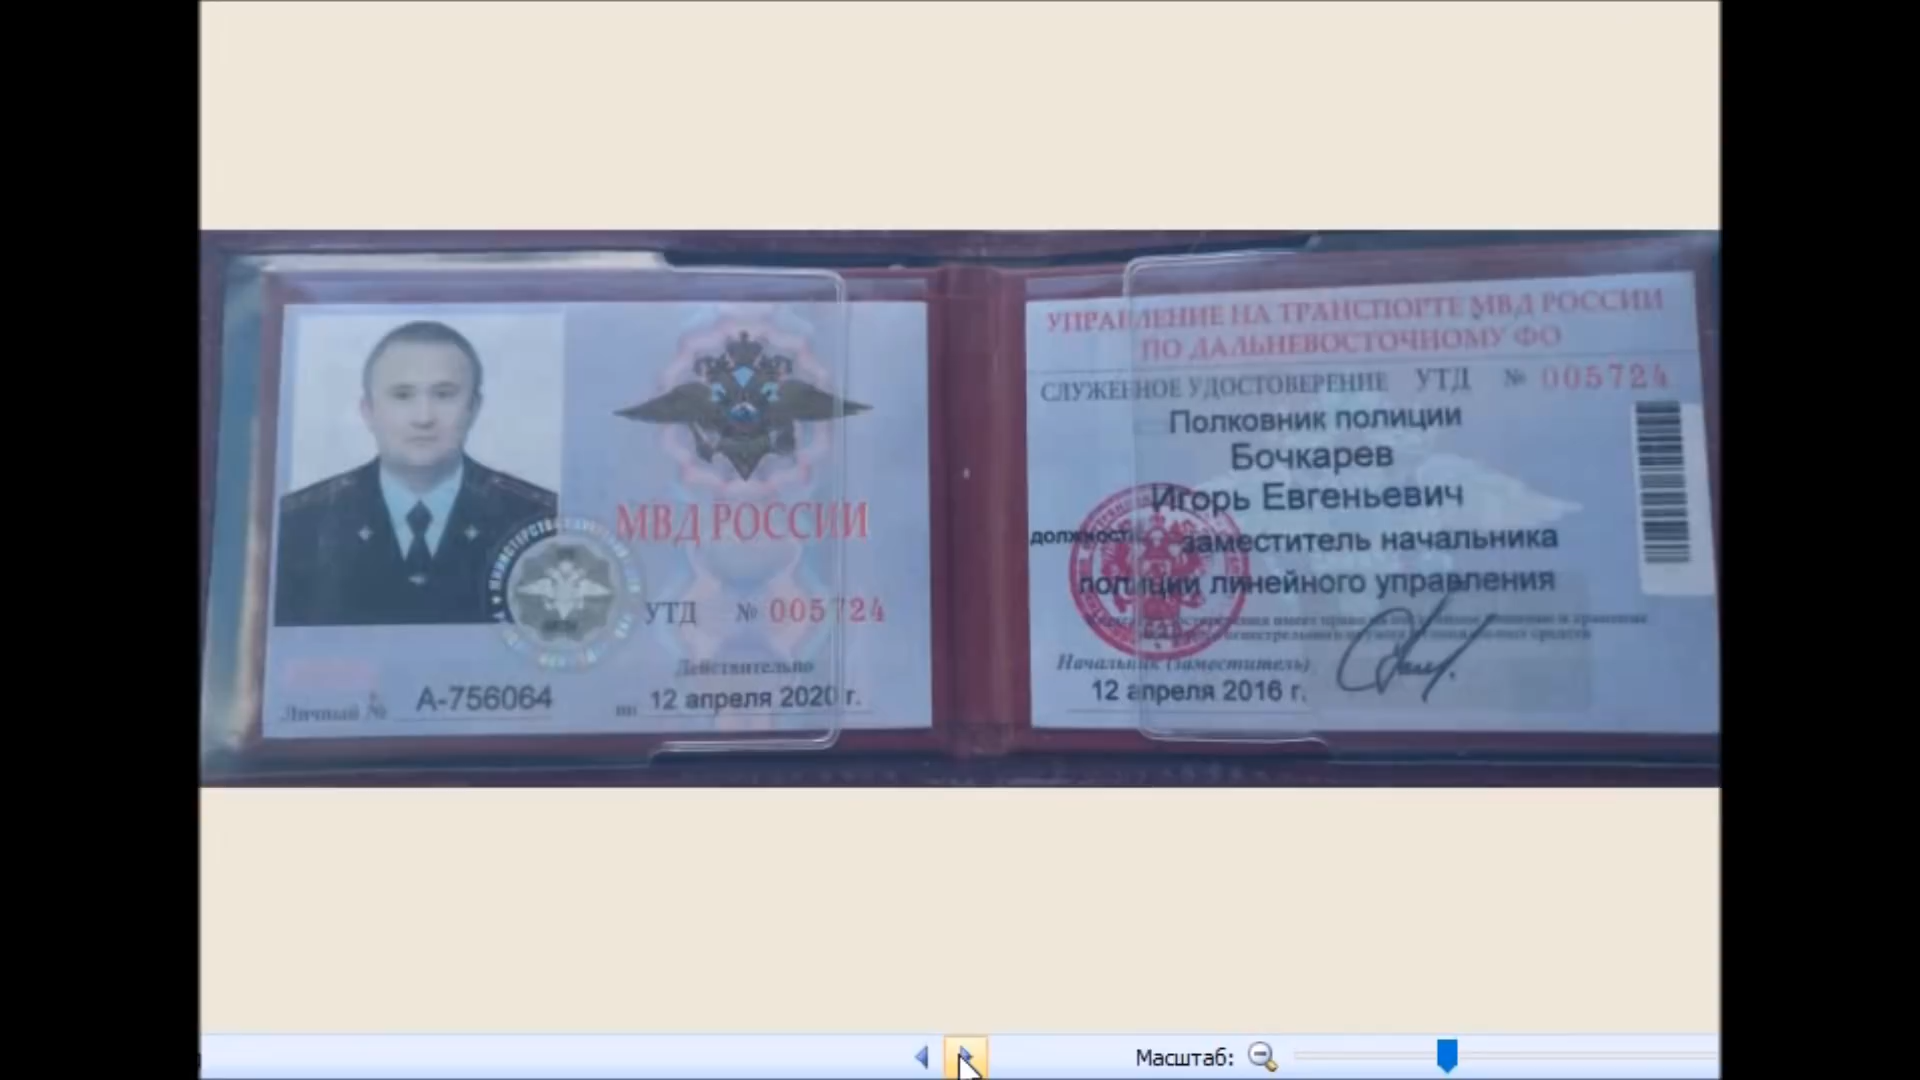 МВД РОССИИ
УТД № 005724
Действительно
по 12 апреля 2020 г.
Личный № А-756064
УПРАВЛЕНИЕ НА ТРАНСПОРТЕ МВД РОССИИ
ПО ДАЛЬНЕВОСТОЧНОМУ ФО
СЛУЖЕБНОЕ УДОСТОВЕРЕНИЕ УТД № 005724
Полковник полиции
Бочкарев
Игорь Евгеньевич
должность заместитель начальника
полиции линейного управления
Начальник (заместитель)
12 апреля 2016 г.
Масштаб: